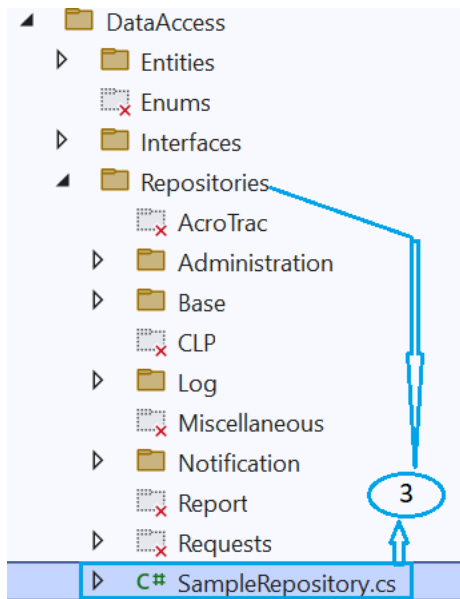 DataAccess
Entities
Enums
Interfaces
Repositories
AcroTrac
Administration
Base
CLP
Log
Miscellaneous
Notification
Report
3
Requests
C# SampleRepository.cs